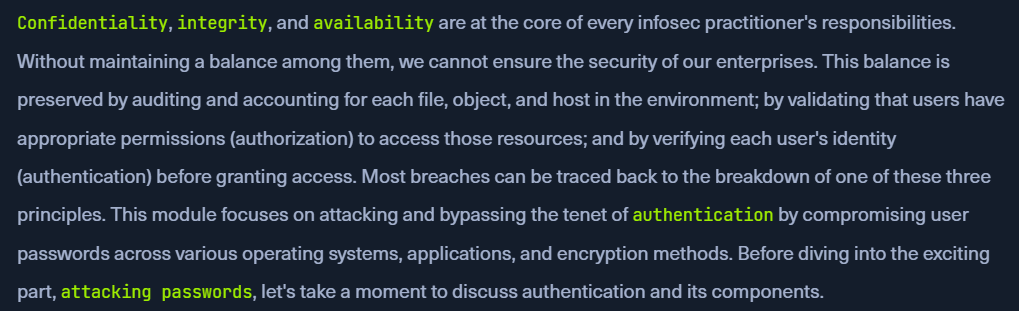 Confidentiality, integrity, and availability are at the core of every infosec practitioner's responsibilities.
Without maintaining a balance among them, we cannot ensure the security of our enterprises. This balance is
preserved by auditing and accounting for each file, object, and host in the environment; by validating that users have
appropriate permissions (authorization) to access those resources; and by verifying each user's identity
(authentication) before granting access. Most breaches can be traced back to the breakdown of one of these three
principles. This module focuses on attacking and bypassing the tenet of authentication by compromising user
passwords across various operating systems, applications, and encryption methods. Before diving into the exciting
part, attacking passwords, let's take a moment to discuss authentication and its components.